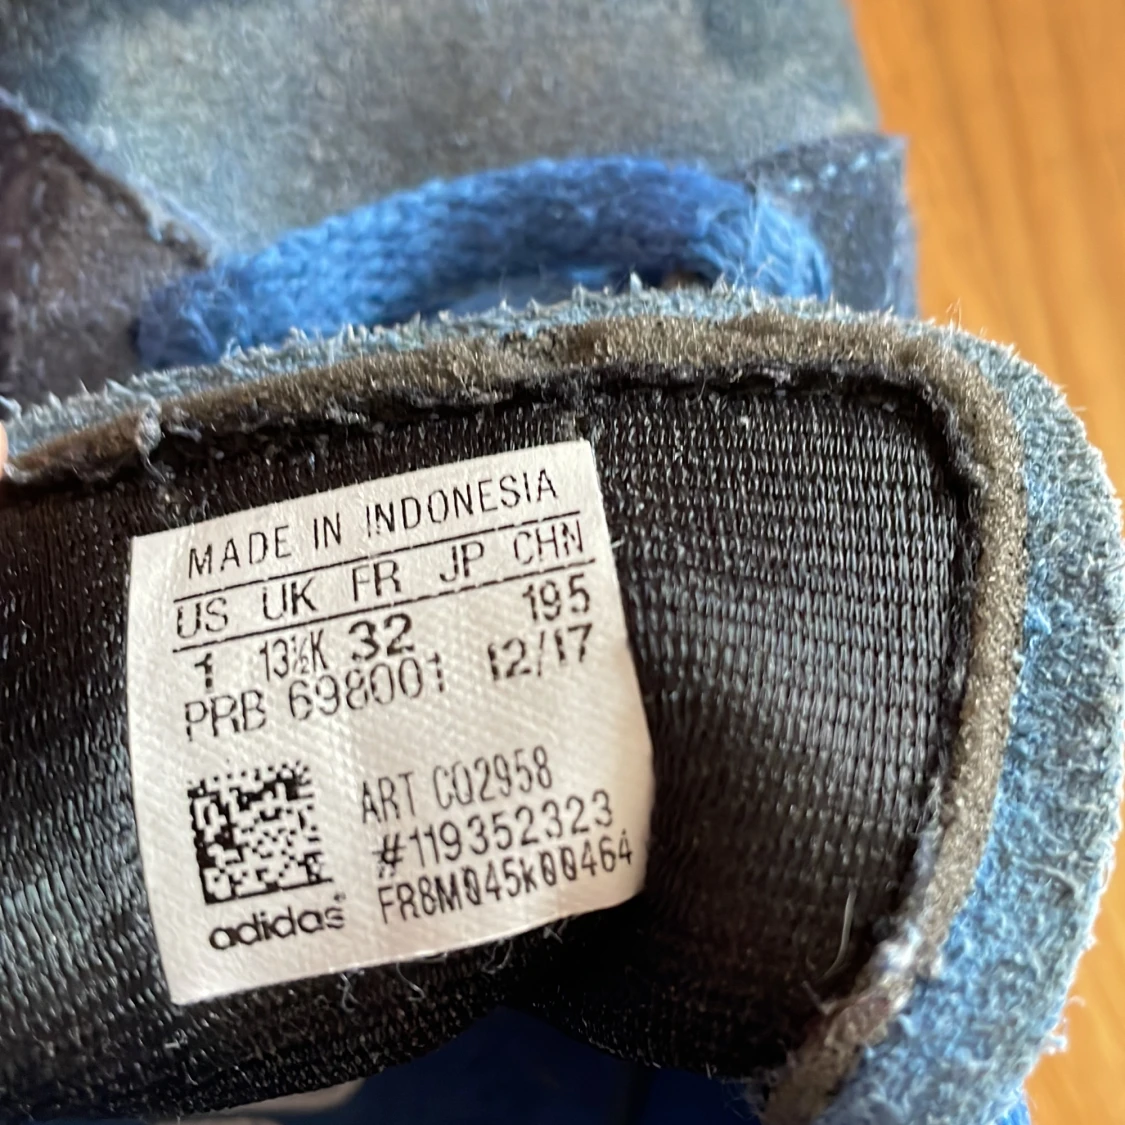 MADE IN INDONESIA
US UK FR JP CHN
1 13½K 32 195
PRB 698001 12/17
ART CQ2958
#119352323
FR8M045k00464
adidas